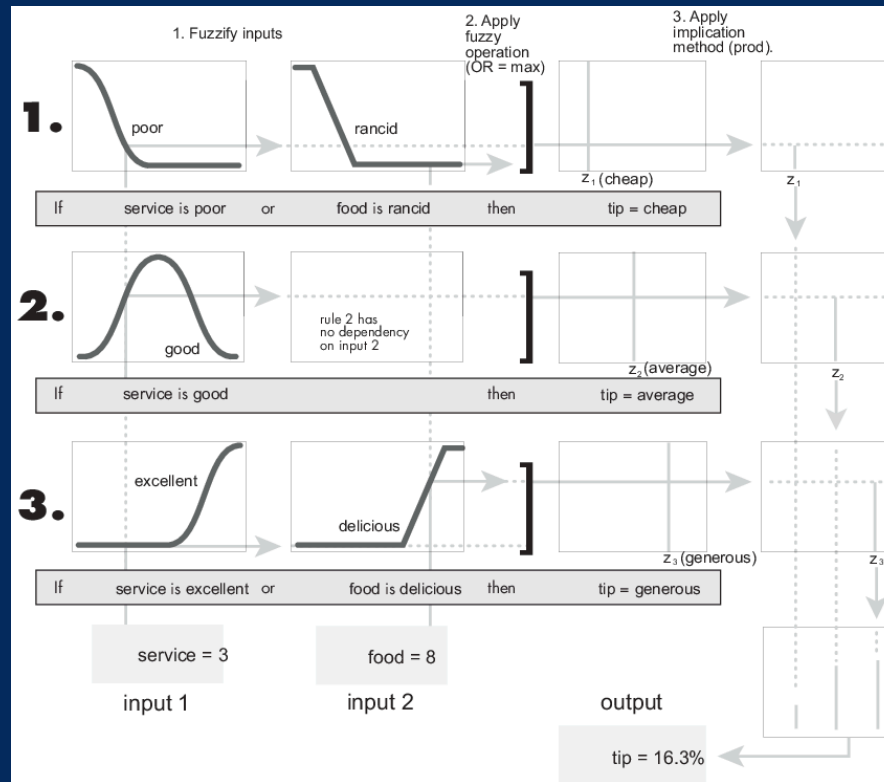 1. Fuzzify inputs
2. Apply
fuzzy
operation
(OR = max)
3. Apply
implication
method (prod).
1.
poor
rancid
z1 (cheap)
z1
If service is poor or food is rancid then tip = cheap
2.
good
rule 2 has
no dependency
on input 2
z2 (average)
z2
If service is good then tip = average
3.
excellent
delicious
z3 (generous)
z3
If service is excellent or food is delicious then tip = generous
service = 3
food = 8
input 1
input 2
output
tip = 16.3%